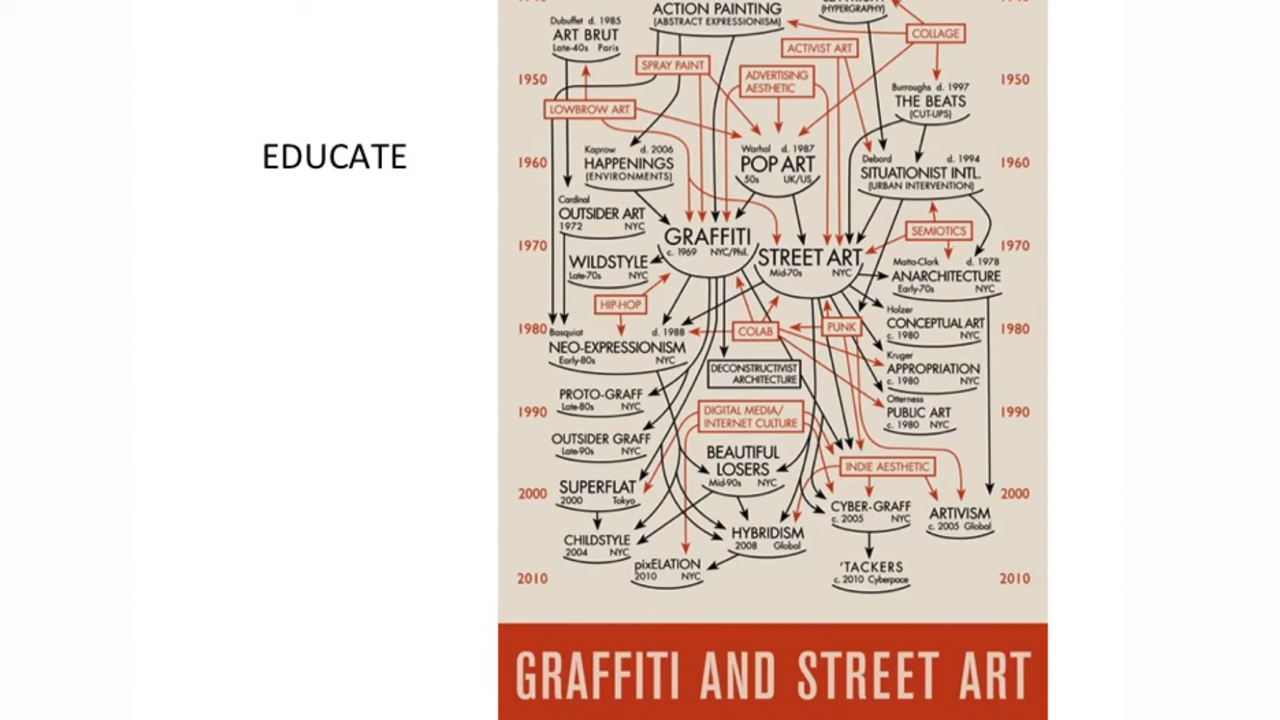 EDUCATE
ACTION PAINTING
(ABSTRACT EXPRESSIONISM)
(HYPERGRAPHY)
Dubuffet d. 1985
ART BRUT
Late-40s Paris
COLLAGE
ACTIVIST ART
SPRAY PAINT
1950
ADVERTISING
AESTHETIC
1950
Burroughs d. 1997
THE BEATS
(CUT-UPS)
LOWBROW ART
1960
Kaprow d. 2006
HAPPENINGS
(ENVIRONMENTS)
Warhol d. 1987
POP ART
50s UK/US
Debord d. 1994
SITUATIONIST INTL.
(URBAN INTERVENTION)
1960
Cardinal
OUTSIDER ART
1972 NYC
1970
GRAFFITI
c. 1969 NYC/Phil.
STREET ART
Mid-70s NYC
SEMIOTICS
1970
WILDSTYLE
Late-70s NYC
Matta-Clark d. 1978
ANARCHITECTURE
Early-70s NYC
HIP-HOP
1980
Basquiat d. 1988
NEO-EXPRESSIONISM
Early-80s NYC
COLAB
PUNK
Holzer
CONCEPTUAL ART
c. 1980 NYC
1980
DECONSTRUCTIVIST
ARCHITECTURE
Kruger
APPROPRIATION
c. 1980 NYC
PROTO-GRAFF
Late-80s NYC
1990
DIGITAL MEDIA/
INTERNET CULTURE
Otterness
PUBLIC ART
c. 1980 NYC
1990
OUTSIDER GRAFF
Late-90s NYC
BEAUTIFUL
LOSERS
Mid-90s NYC
INDIE AESTHETIC
2000
SUPERFLAT
2000 Tokyo
CYBER-GRAFF
c. 2005 NYC
ARTIVISM
c. 2005 Global
2000
CHILDSTYLE
2004 NYC
HYBRIDISM
2008 Global
2010
pixELATION
2010 NYC
'TACKERS
c. 2010 Cyberpace
2010
GRAFFITI AND STREET ART